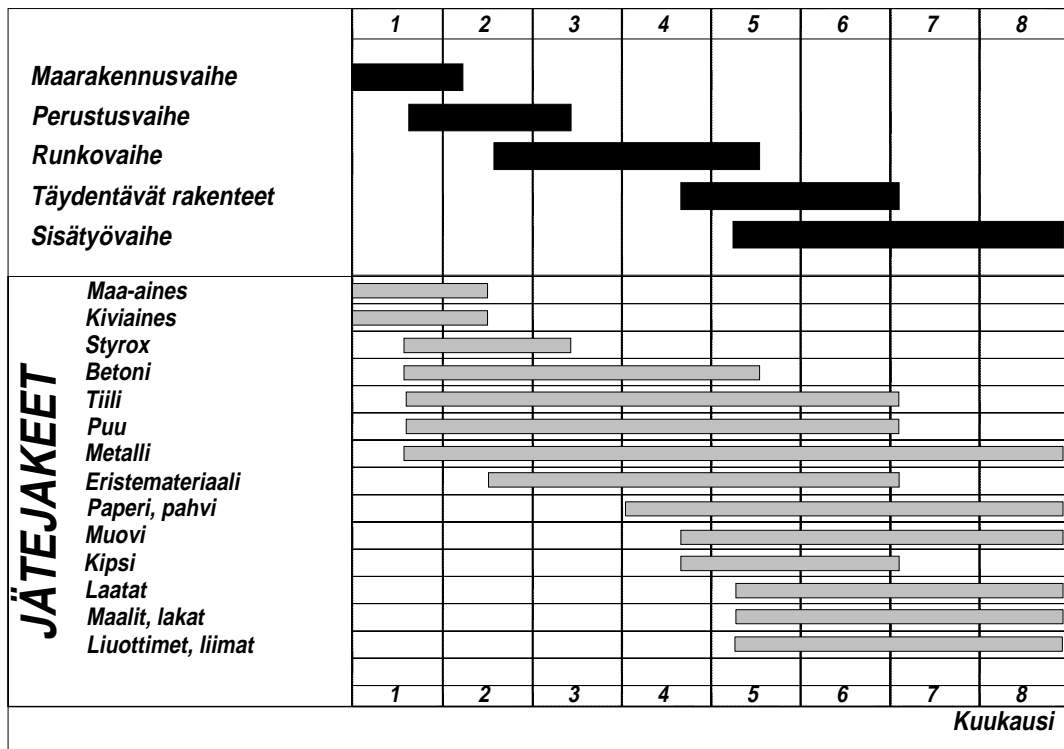 1 2 3 4 5 6 7 8
Maarakennusvaihe
Perustusvaihe
Runkovaihe
Täydentävät rakenteet
Sisätyövaihe
JÄTEJAKEET
Maa-aines
Kiviaines
Styrox
Betoni
Tiili
Puu
Metalli
Eristemateriaali
Paperi, pahvi
Muovi
Kipsi
Laatat
Maalit, lakat
Liuottimet, liimat
1 2 3 4 5 6 7 8
Kuukausi